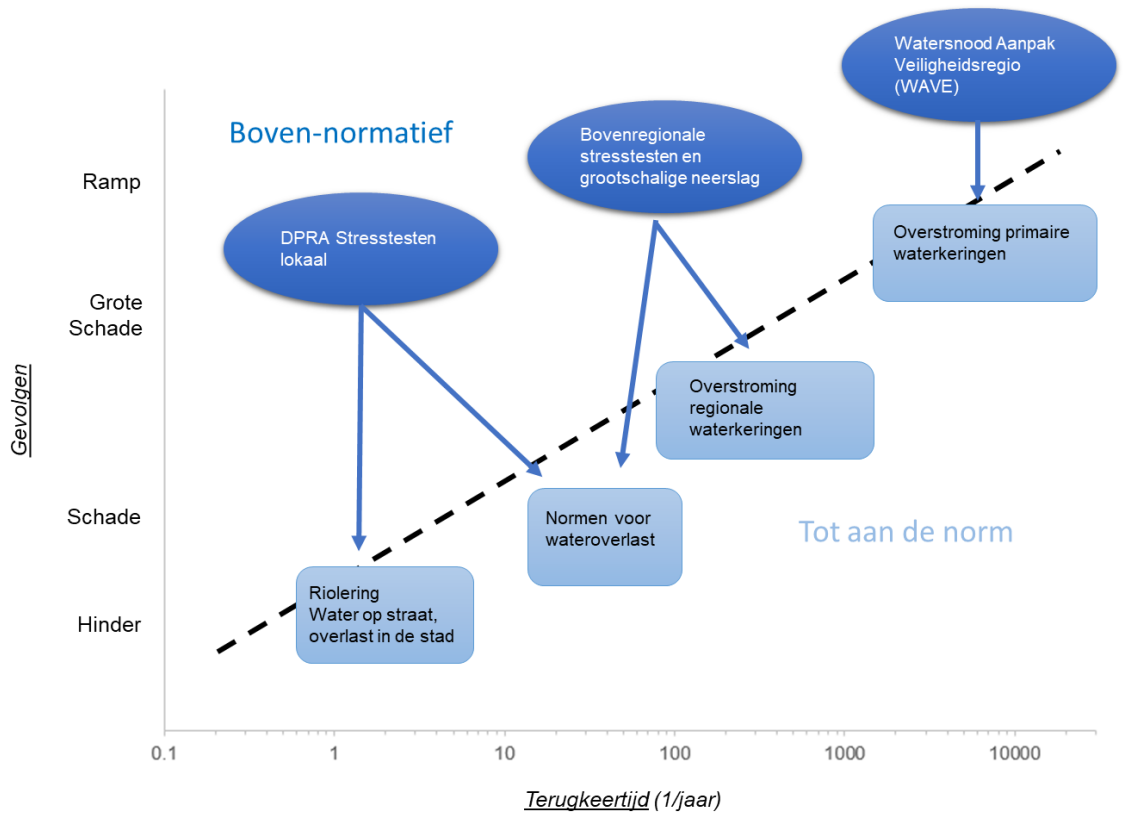 Watersnood Aanpak
Veiligheidsregio
(WAVE)
Boven-normatief
Bovenregionale
stresstesten en
grootschalige neerslag
Ramp
DPRA Stresstesten
lokaal
Overstroming primaire
waterkeringen
Grote
Schade
Gevolgen
Overstroming
regionale
waterkeringen
Schade
Normen voor
wateroverlast
Tot aan de norm
Hinder
Riolering
Water op straat,
overlast in de stad
0.1 1 10 100 1000 10000
Terugkeertijd (1/jaar)